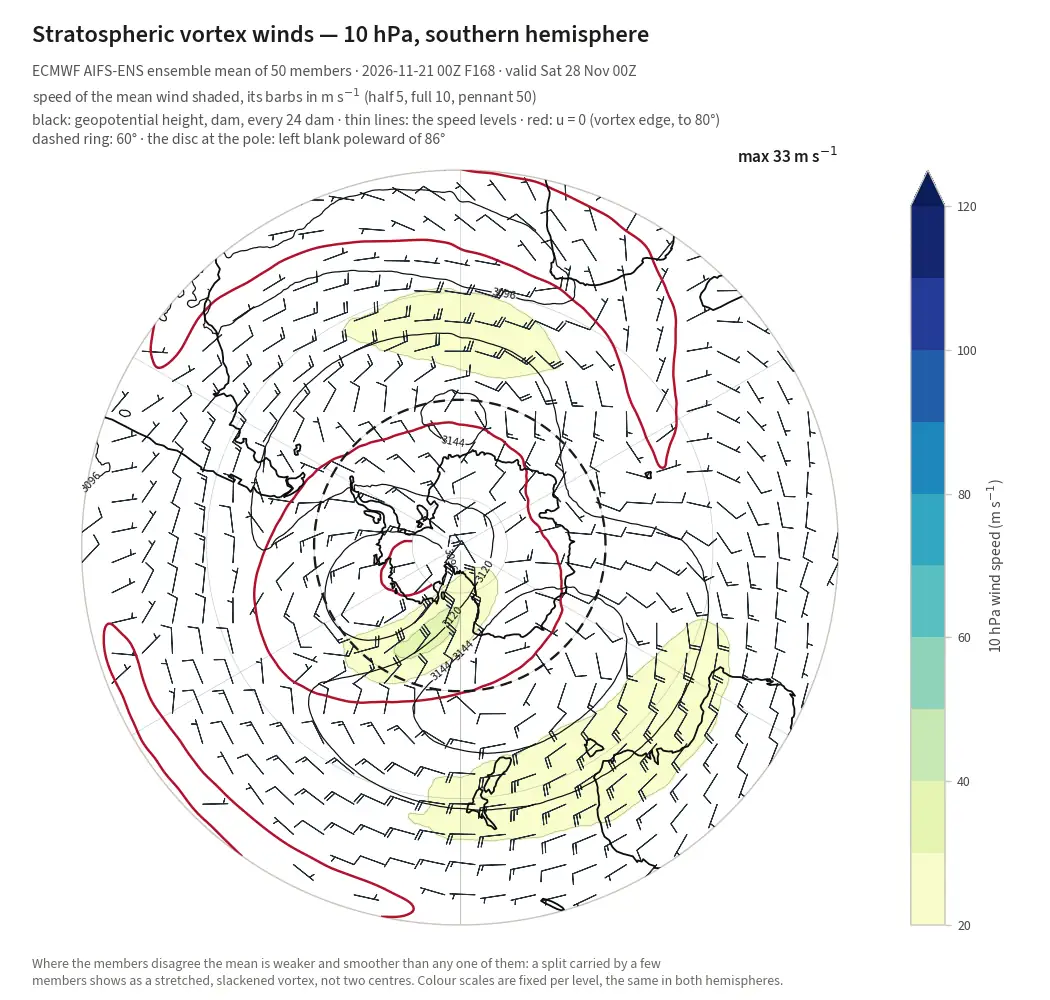 Stratospheric vortex winds — 10 hPa, southern hemisphere
ECMWF AIFS-ENS ensemble mean of 50 members · 2026-11-21 00Z F168 · valid Sat 28 Nov 00Z
speed of the mean wind shaded, its barbs in m s⁻¹ (half 5, full 10, pennant 50)
black: geopotential height, dam, every 24 dam · thin lines: the speed levels · red: u = 0 (vortex edge, to 80°)
dashed ring: 60° · the disc at the pole: left blank poleward of 86°
max 33 m s⁻¹
120
100
80
60
40
20
10 hPa wind speed (m s⁻¹)
3096
3144
3096
3120
3120
3144
3144
Where the members disagree the mean is weaker and smoother than any one of them: a split carried by a few
members shows as a stretched, slackened vortex, not two centres. Colour scales are fixed per level, the same in both hemispheres.